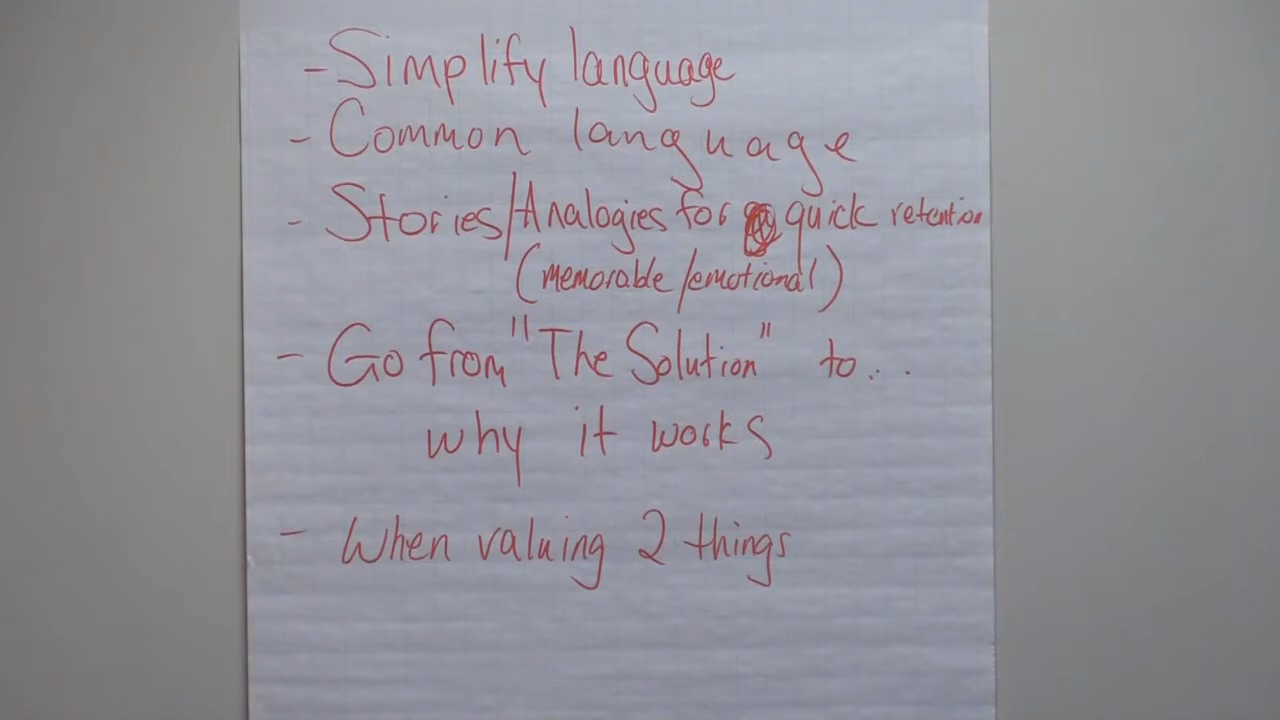 - Simplify language
- Common language
- Stories/Analogies for quick retention
(memorable/emotional)
- Go from "The Solution" to...
why it works
- When valuing 2 things